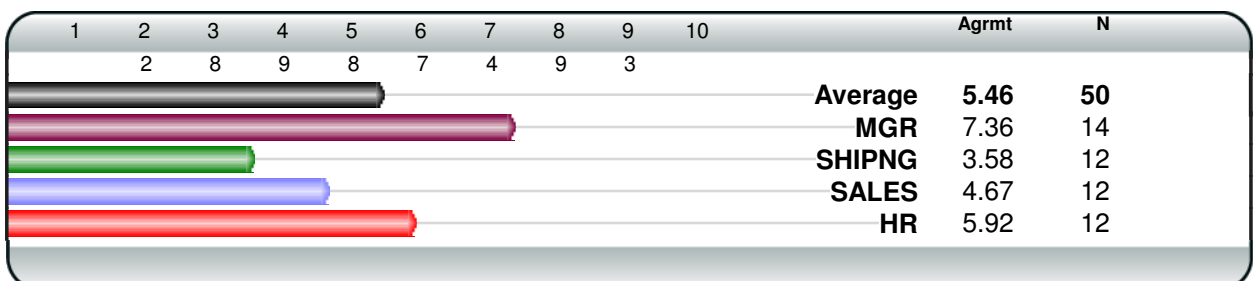 1 2 3 4 5 6 7 8 9 10 Agrmt N
2 8 9 8 7 4 9 3
Average 5.46 50
MGR 7.36 14
SHIPNG 3.58 12
SALES 4.67 12
HR 5.92 12